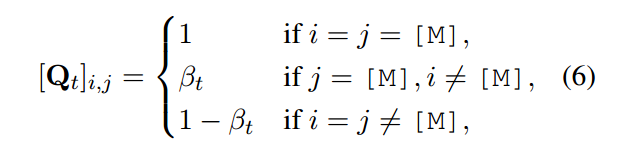 1 if i = j = [M],
[Q_t]_{i,j} = { β_t if j = [M], i ≠ [M], (6)
1 − β_t if i = j ≠ [M],